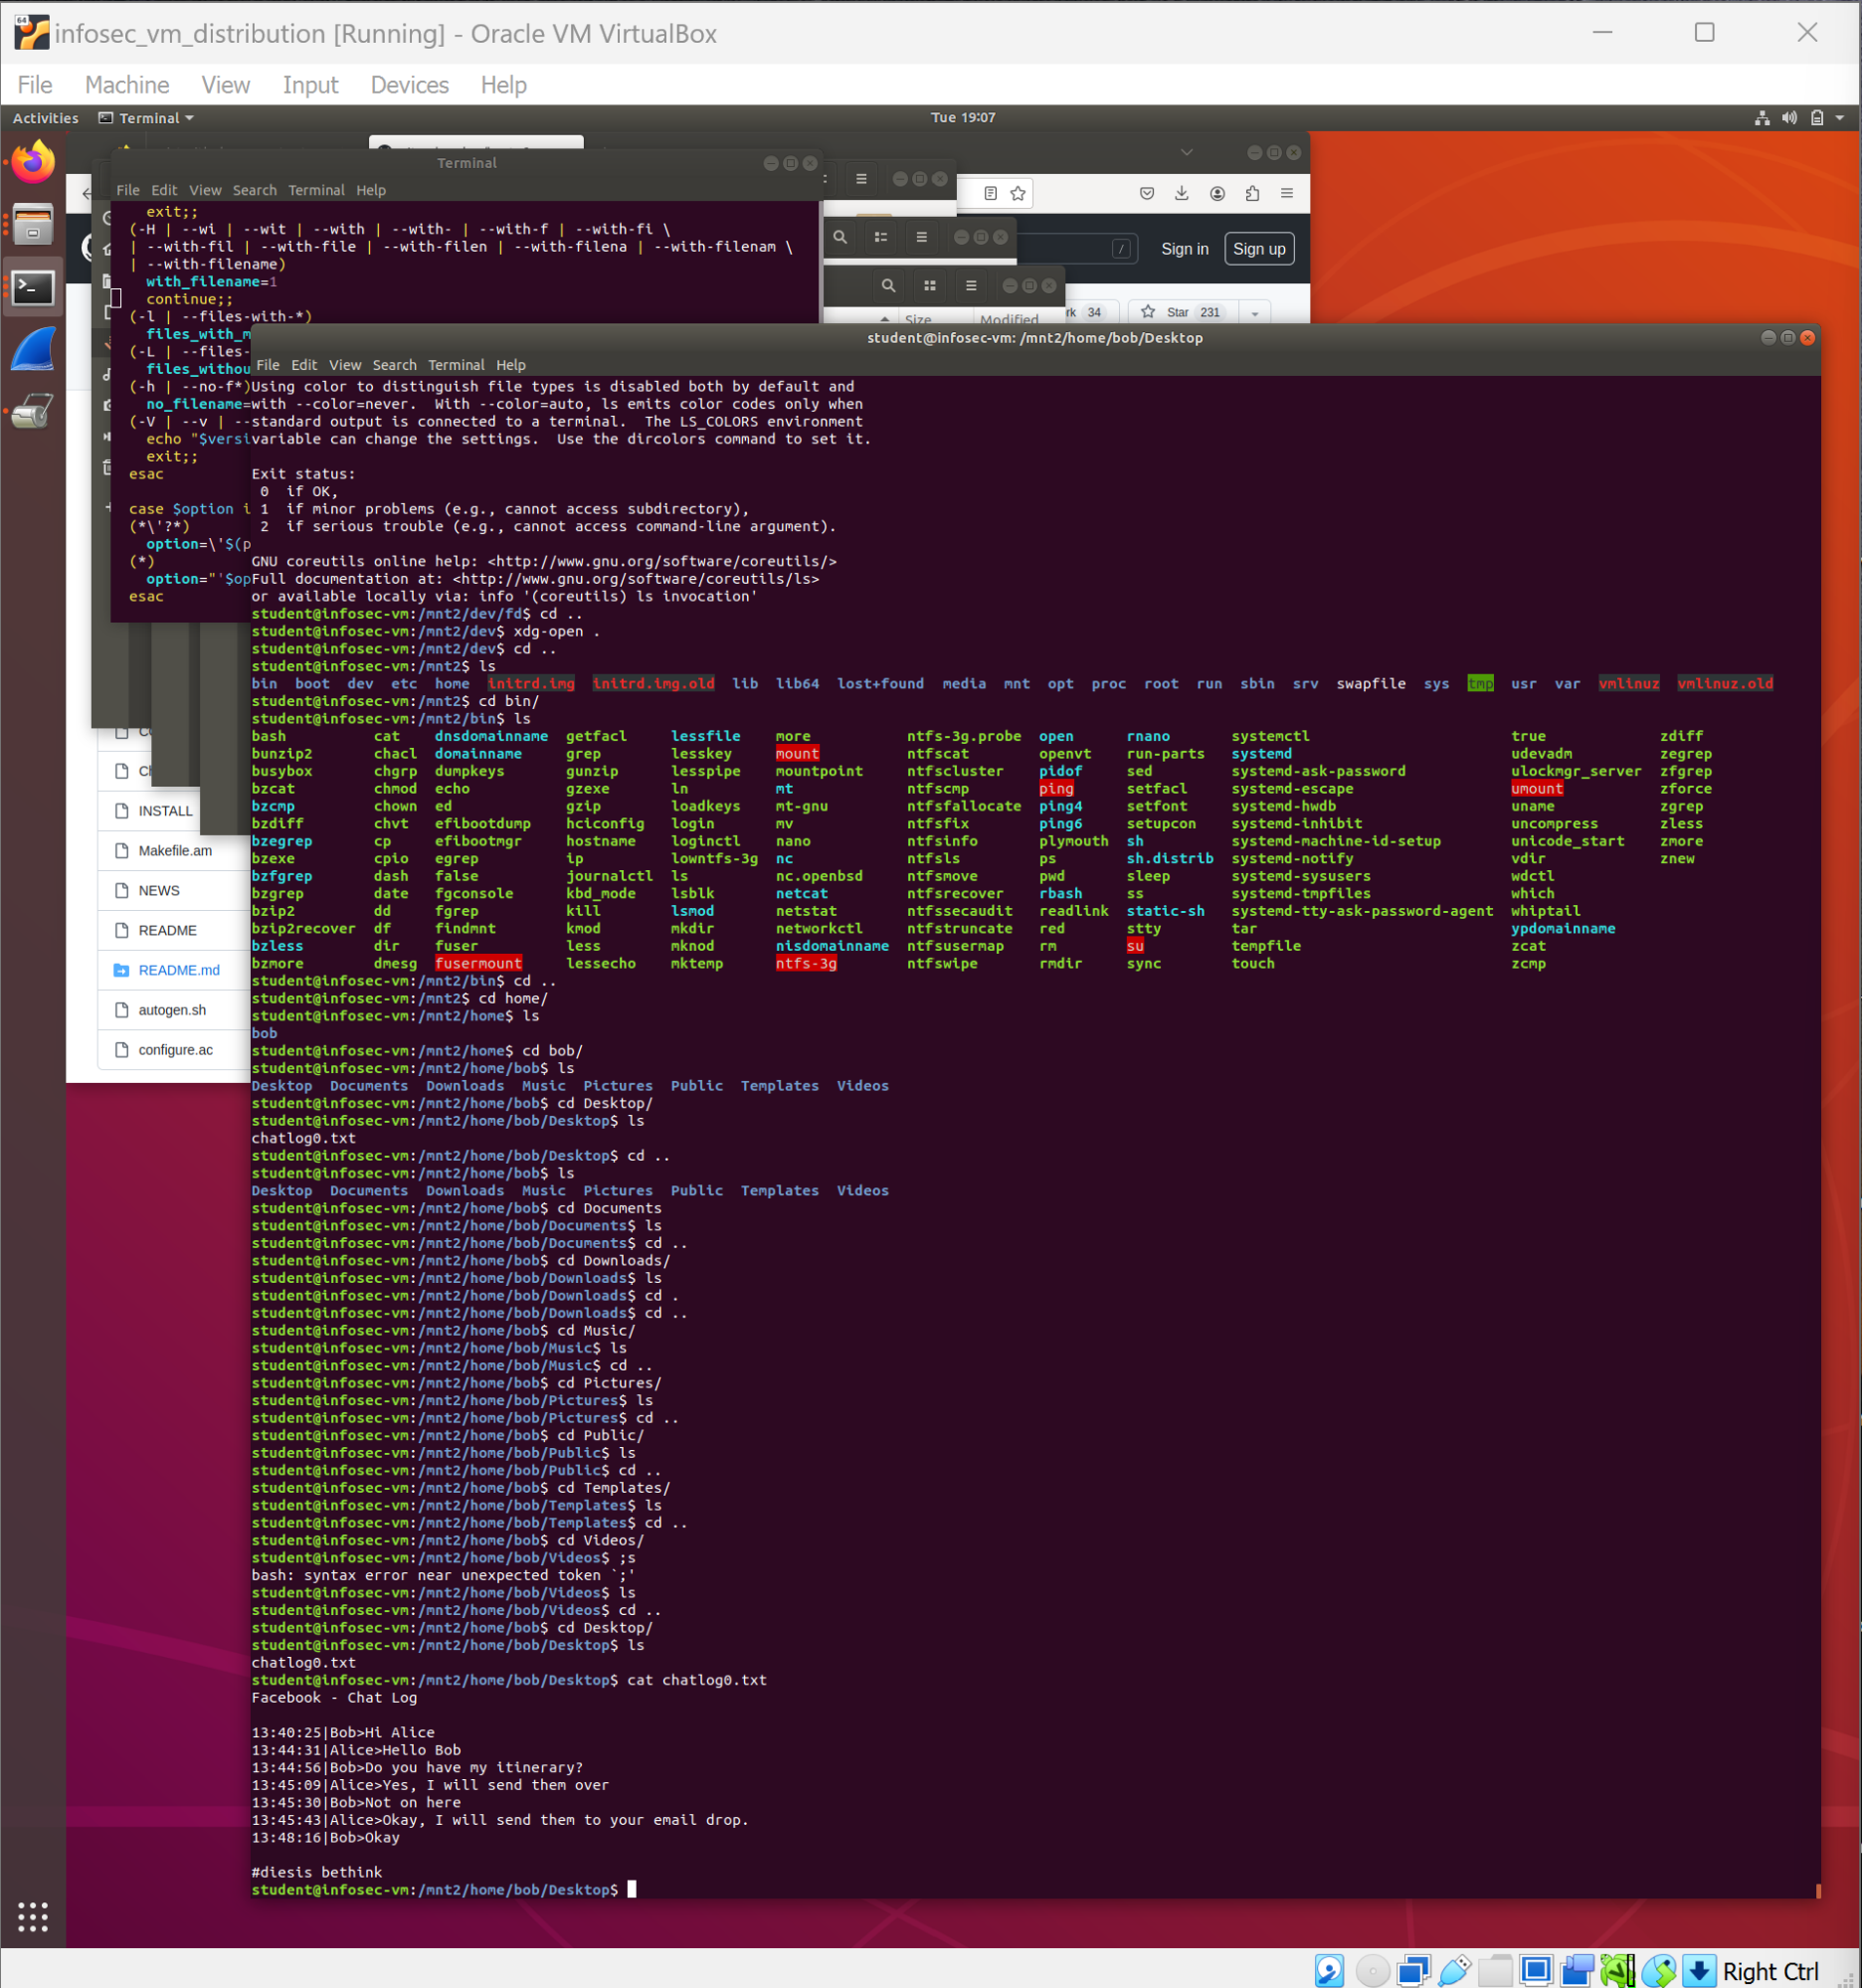 infosec_vm_distribution [Running] - Oracle VM VirtualBox
File Machine View Input Devices Help
Activities Terminal Tue 19:07
Terminal
File Edit View Search Terminal Help
exit;;
(-H | --wi | --wit | --with | --with- | --with-f | --with-fi \
| --with-fil | --with-file | --with-filen | --with-filena | --with-filenam \
| --with-filename)
with_filename=1
continue;;
(-l | --files-with-*)
files_with_m
(-L | --files-
files_withou
(-h | --no-f*)
no_filename=
(-V | --v | --
echo "$versi
exit;;
esac
case $option i
(*\'?*)
option=\'$(p
(*)
option="'$op
esac
/
Sign in Sign up
rk 34 Star 231
Size Modified
INSTALL
Makefile.am
NEWS
README
README.md
autogen.sh
configure.ac
student@infosec-vm: /mnt2/home/bob/Desktop
File Edit View Search Terminal Help
Using color to distinguish file types is disabled both by default and
with --color=never.  With --color=auto, ls emits color codes only when
standard output is connected to a terminal.  The LS_COLORS environment
variable can change the settings.  Use the dircolors command to set it.
Exit status:
0  if OK,
1  if minor problems (e.g., cannot access subdirectory),
2  if serious trouble (e.g., cannot access command-line argument).
GNU coreutils online help: <http://www.gnu.org/software/coreutils/>
Full documentation at: <http://www.gnu.org/software/coreutils/ls>
or available locally via: info '(coreutils) ls invocation'
student@infosec-vm:/mnt2/dev/fd$ cd ..
student@infosec-vm:/mnt2/dev$ xdg-open .
student@infosec-vm:/mnt2/dev$ cd ..
student@infosec-vm:/mnt2$ ls
bin boot dev etc home initrd.img initrd.img.old lib lib64 lost+found media mnt opt proc root run sbin srv swapfile sys tmp usr var vmlinuz vmlinuz.old
student@infosec-vm:/mnt2$ cd bin/
student@infosec-vm:/mnt2/bin$ ls
bash cat dnsdomainname getfacl lessfile more ntfs-3g.probe open rnano systemctl true zdiff
bunzip2 chacl domainname grep lesskey mount ntfscat openvt run-parts systemd udevadm zegrep
busybox chgrp dumpkeys gunzip lesspipe mountpoint ntfscluster pidof sed systemd-ask-password ulockmgr_server zfgrep
bzcat chmod echo gzexe ln mt ntfscmp ping setfacl systemd-escape umount zforce
bzcmp chown ed gzip loadkeys mt-gnu ntfsfallocate ping4 setfont systemd-hwdb uname zgrep
bzdiff chvt efibootdump hciconfig login mv ntfsfix ping6 setupcon systemd-inhibit uncompress zless
bzegrep cp efibootmgr hostname loginctl nano ntfsinfo plymouth sh systemd-machine-id-setup unicode_start zmore
bzexe cpio egrep ip lowntfs-3g nc ntfsls ps sh.distrib systemd-notify vdir znew
bzfgrep dash false journalctl ls nc.openbsd ntfsmove pwd sleep systemd-sysusers wdctl
bzgrep date fgconsole kbd_mode lsblk netcat ntfsrecover rbash ss systemd-tmpfiles which
bzip2 dd fgrep kill lsmod netstat ntfssecaudit readlink static-sh systemd-tty-ask-password-agent whiptail
bzip2recover df findmnt kmod mkdir networkctl ntfstruncate red stty tar ypdomainname
bzless dir fuser less mknod nisdomainname ntfsusermap rm su tempfile zcat
bzmore dmesg fusermount lessecho mktemp ntfs-3g ntfswipe rmdir sync touch zcmp
student@infosec-vm:/mnt2/bin$ cd ..
student@infosec-vm:/mnt2$ cd home/
student@infosec-vm:/mnt2/home$ ls
bob
student@infosec-vm:/mnt2/home$ cd bob/
student@infosec-vm:/mnt2/home/bob$ ls
Desktop Documents Downloads Music Pictures Public Templates Videos
student@infosec-vm:/mnt2/home/bob$ cd Desktop/
student@infosec-vm:/mnt2/home/bob/Desktop$ ls
chatlog0.txt
student@infosec-vm:/mnt2/home/bob/Desktop$ cd ..
student@infosec-vm:/mnt2/home/bob$ ls
Desktop Documents Downloads Music Pictures Public Templates Videos
student@infosec-vm:/mnt2/home/bob$ cd Documents
student@infosec-vm:/mnt2/home/bob/Documents$ ls
student@infosec-vm:/mnt2/home/bob/Documents$ cd ..
student@infosec-vm:/mnt2/home/bob$ cd Downloads/
student@infosec-vm:/mnt2/home/bob/Downloads$ ls
student@infosec-vm:/mnt2/home/bob/Downloads$ cd .
student@infosec-vm:/mnt2/home/bob/Downloads$ cd ..
student@infosec-vm:/mnt2/home/bob$ cd Music/
student@infosec-vm:/mnt2/home/bob/Music$ ls
student@infosec-vm:/mnt2/home/bob/Music$ cd ..
student@infosec-vm:/mnt2/home/bob$ cd Pictures/
student@infosec-vm:/mnt2/home/bob/Pictures$ ls
student@infosec-vm:/mnt2/home/bob/Pictures$ cd ..
student@infosec-vm:/mnt2/home/bob$ cd Public/
student@infosec-vm:/mnt2/home/bob/Public$ ls
student@infosec-vm:/mnt2/home/bob/Public$ cd ..
student@infosec-vm:/mnt2/home/bob$ cd Templates/
student@infosec-vm:/mnt2/home/bob/Templates$ ls
student@infosec-vm:/mnt2/home/bob/Templates$ cd ..
student@infosec-vm:/mnt2/home/bob$ cd Videos/
student@infosec-vm:/mnt2/home/bob/Videos$ ;s
bash: syntax error near unexpected token `;'
student@infosec-vm:/mnt2/home/bob/Videos$ ls
student@infosec-vm:/mnt2/home/bob/Videos$ cd ..
student@infosec-vm:/mnt2/home/bob$ cd Desktop/
student@infosec-vm:/mnt2/home/bob/Desktop$ ls
chatlog0.txt
student@infosec-vm:/mnt2/home/bob/Desktop$ cat chatlog0.txt
Facebook - Chat Log
13:40:25|Bob>Hi Alice
13:44:31|Alice>Hello Bob
13:44:56|Bob>Do you have my itinerary?
13:45:09|Alice>Yes, I will send them over
13:45:30|Bob>Not on here
13:45:43|Alice>Okay, I will send them to your email drop.
13:48:16|Bob>Okay
#diesis bethink
student@infosec-vm:/mnt2/home/bob/Desktop$
Right Ctrl